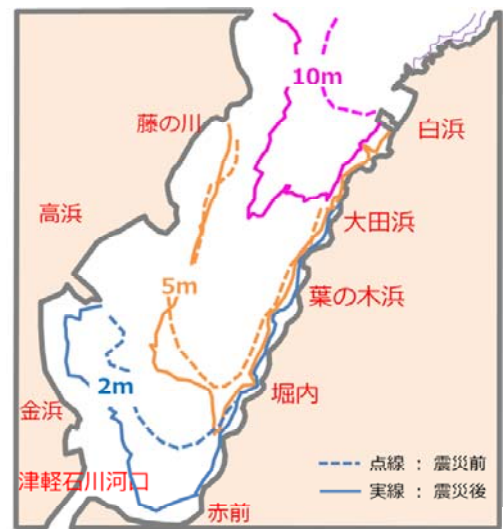 10m
藤の川
白浜
高浜
大田浜
5m
葉の木浜
2m
堀内
金浜
津軽石川河口
赤前
点線 : 震災前
実線 : 震災後